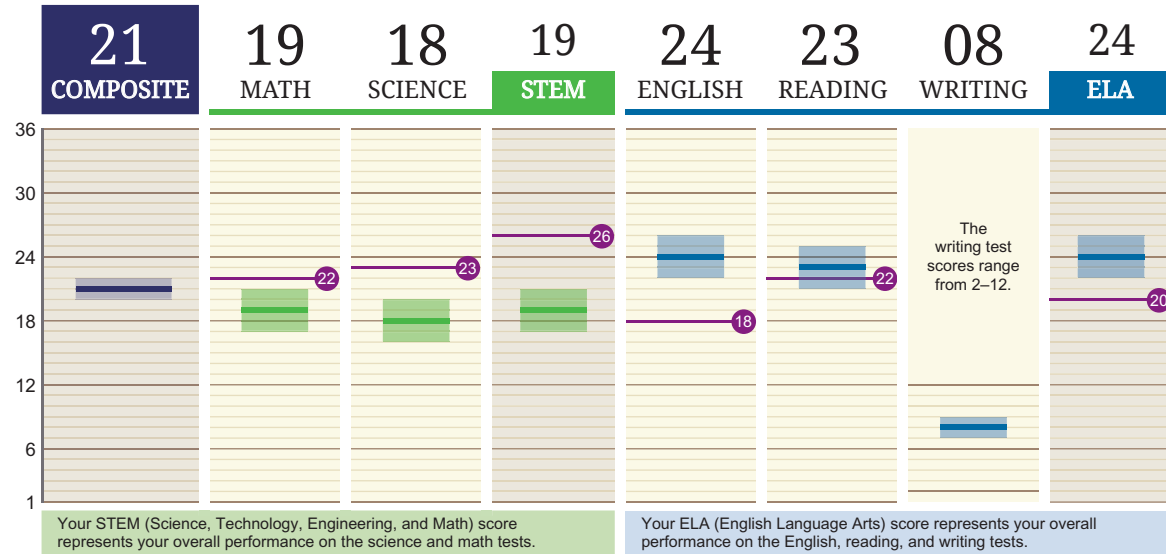 21 19 18 19 24 23 08 24
COMPOSITE MATH SCIENCE STEM ENGLISH READING WRITING ELA
36
30
26
The
24
writing test
23
scores range
22
22
from 2–12.
20
18
18
12
6
1
Your STEM (Science, Technology, Engineering, and Math) score
represents your overall performance on the science and math tests.
Your ELA (English Language Arts) score represents your overall
performance on the English, reading, and writing tests.